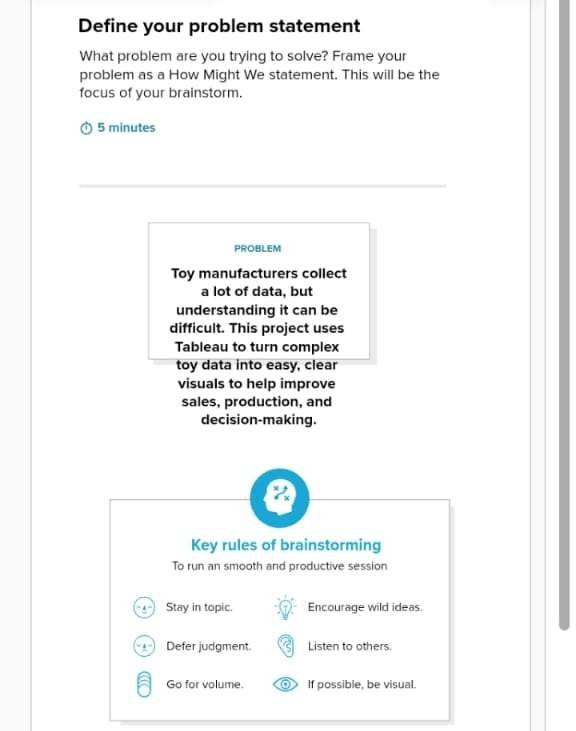 Define your problem statement
What problem are you trying to solve? Frame your
problem as a How Might We statement. This will be the
focus of your brainstorm.
5 minutes
PROBLEM
Toy manufacturers collect
a lot of data, but
understanding it can be
difficult. This project uses
Tableau to turn complex
toy data into easy, clear
visuals to help improve
sales, production, and
decision-making.
Key rules of brainstorming
To run an smooth and productive session
Stay in topic.
Encourage wild ideas.
Defer judgment.
Listen to others.
Go for volume.
If possible, be visual.